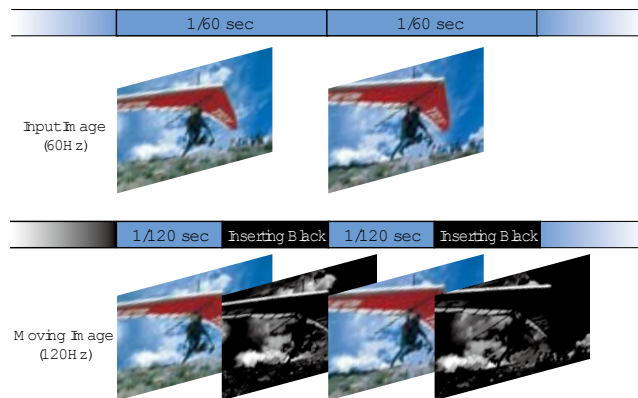 1/60 sec
1/60 sec
Input Image
(60Hz)
1/120 sec
Inserting Black
1/120 sec
Inserting Black
Moving Image
(120Hz)